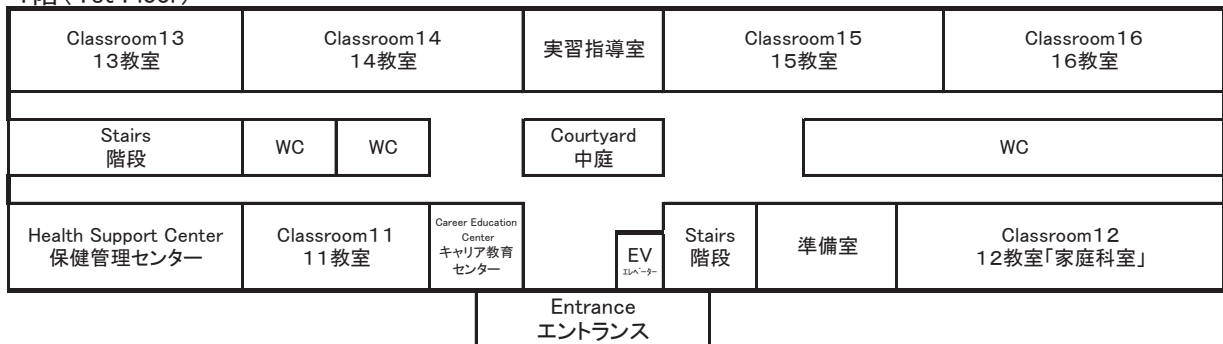 1階（1st Floor）
Classroom13
13教室
Classroom14
14教室
実習指導室
Classroom15
15教室
Classroom16
16教室
Stairs
階段
WC
WC
Courtyard
中庭
WC
Health Support Center
保健管理センター
Classroom11
11教室
Career Education
Center
キャリア教育
センター
EV
エレベーター
Stairs
階段
準備室
Classroom12
12教室「家庭科室」
Entrance
エントランス